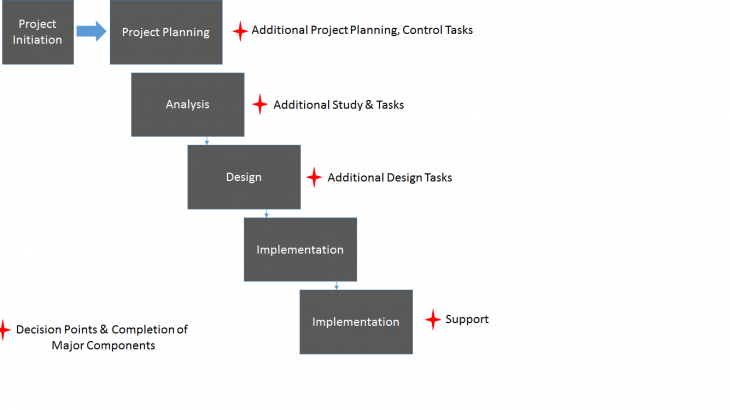 Project
Initiation
Project Planning
Additional Project Planning, Control Tasks
Analysis
Additional Study & Tasks
Design
Additional Design Tasks
Implementation
Implementation
Support
Decision Points & Completion of
Major Components